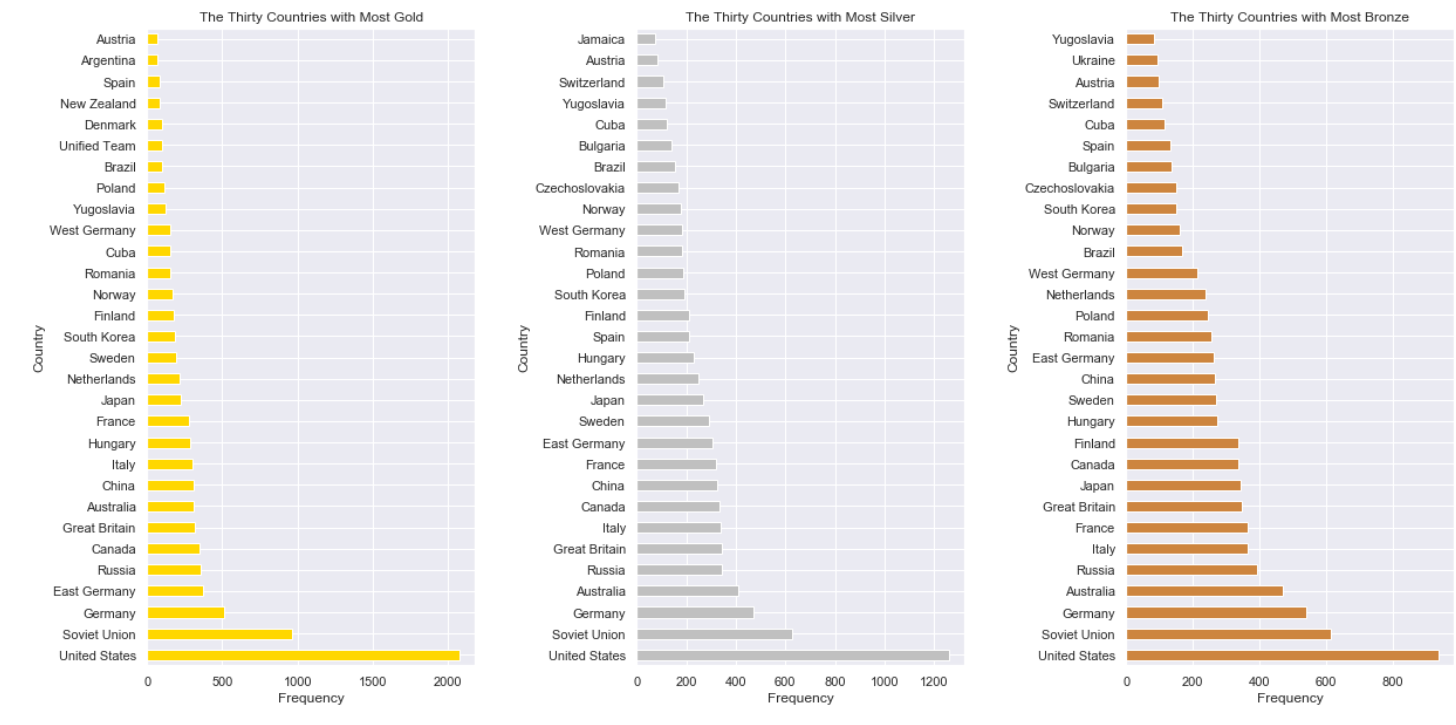 The Thirty Countries with Most Gold
Country
Austria
Argentina
Spain
New Zealand
Denmark
Unified Team
Brazil
Poland
Yugoslavia
West Germany
Cuba
Romania
Norway
Finland
South Korea
Sweden
Netherlands
Japan
France
Hungary
Italy
China
Australia
Great Britain
Canada
Russia
East Germany
Germany
Soviet Union
United States
0 500 1000 1500 2000
Frequency
The Thirty Countries with Most Silver
Country
Jamaica
Austria
Switzerland
Yugoslavia
Cuba
Bulgaria
Brazil
Czechoslovakia
Norway
West Germany
Romania
Poland
South Korea
Finland
Spain
Hungary
Netherlands
Japan
Sweden
East Germany
France
China
Canada
Italy
Great Britain
Russia
Australia
Germany
Soviet Union
United States
0 200 400 600 800 1000 1200
Frequency
The Thirty Countries with Most Bronze
Country
Yugoslavia
Ukraine
Austria
Switzerland
Cuba
Spain
Bulgaria
Czechoslovakia
South Korea
Norway
Brazil
West Germany
Netherlands
Poland
Romania
East Germany
China
Sweden
Hungary
Finland
Canada
Japan
Great Britain
France
Italy
Russia
Australia
Germany
Soviet Union
United States
0 200 400 600 800
Frequency